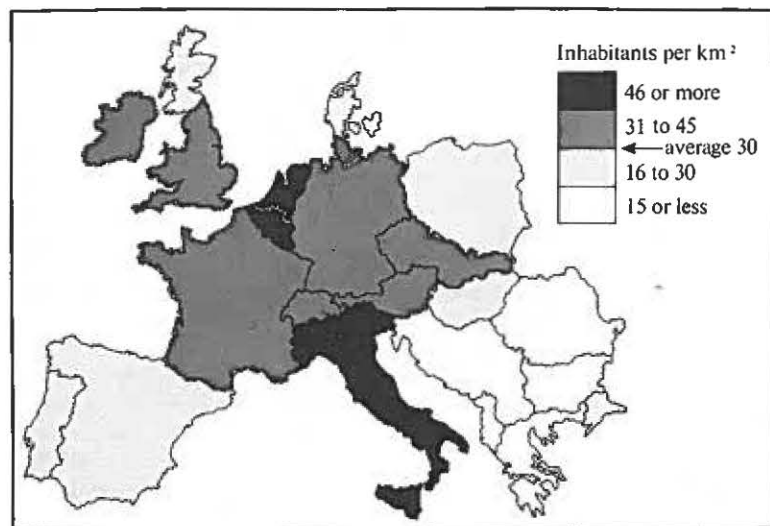 Inhabitants per km²
46 or more
31 to 45
average 30
16 to 30
15 or less